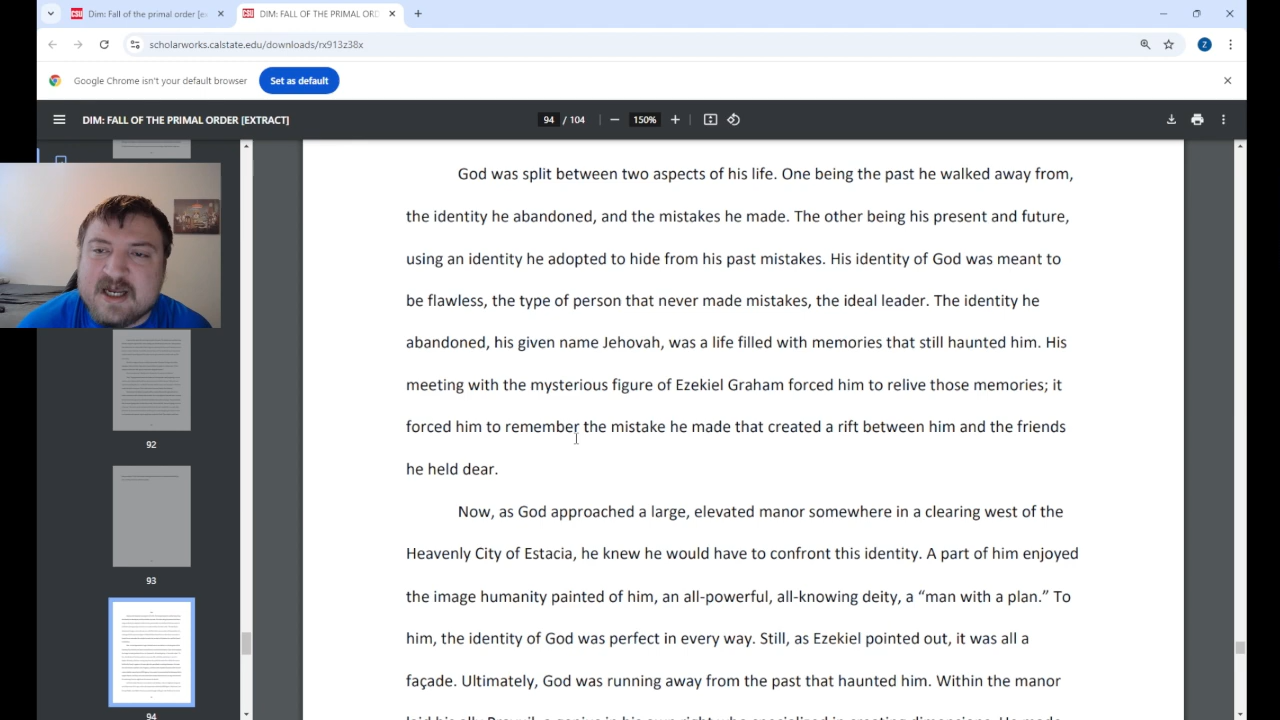 Dim: Fall of the primal order [ex
DIM: FALL OF THE PRIMAL ORD
scholarworks.calstate.edu/downloads/rx913z38x
Z
Google Chrome isn't your default browser
Set as default
DIM: FALL OF THE PRIMAL ORDER [EXTRACT]
94 / 104
150%
God was split between two aspects of his life. One being the past he walked away from,
the identity he abandoned, and the mistakes he made. The other being his present and future,
using an identity he adopted to hide from his past mistakes. His identity of God was meant to
be flawless, the type of person that never made mistakes, the ideal leader. The identity he
abandoned, his given name Jehovah, was a life filled with memories that still haunted him. His
meeting with the mysterious figure of Ezekiel Graham forced him to relive those memories; it
forced him to remember the mistake he made that created a rift between him and the friends
he held dear.
Now, as God approached a large, elevated manor somewhere in a clearing west of the
Heavenly City of Estacia, he knew he would have to confront this identity. A part of him enjoyed
the image humanity painted of him, an all-powerful, all-knowing deity, a “man with a plan.” To
him, the identity of God was perfect in every way. Still, as Ezekiel pointed out, it was all a
façade. Ultimately, God was running away from the past that haunted him. Within the manor
92
93
94